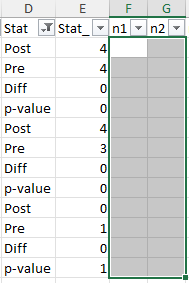 D E F G
Stat Stat_ n1 n2
Post 4
Pre 4
Diff 0
p-value 0
Post 4
Pre 3
Diff 0
p-value 0
Post 0
Pre 1
Diff 0
p-value 1